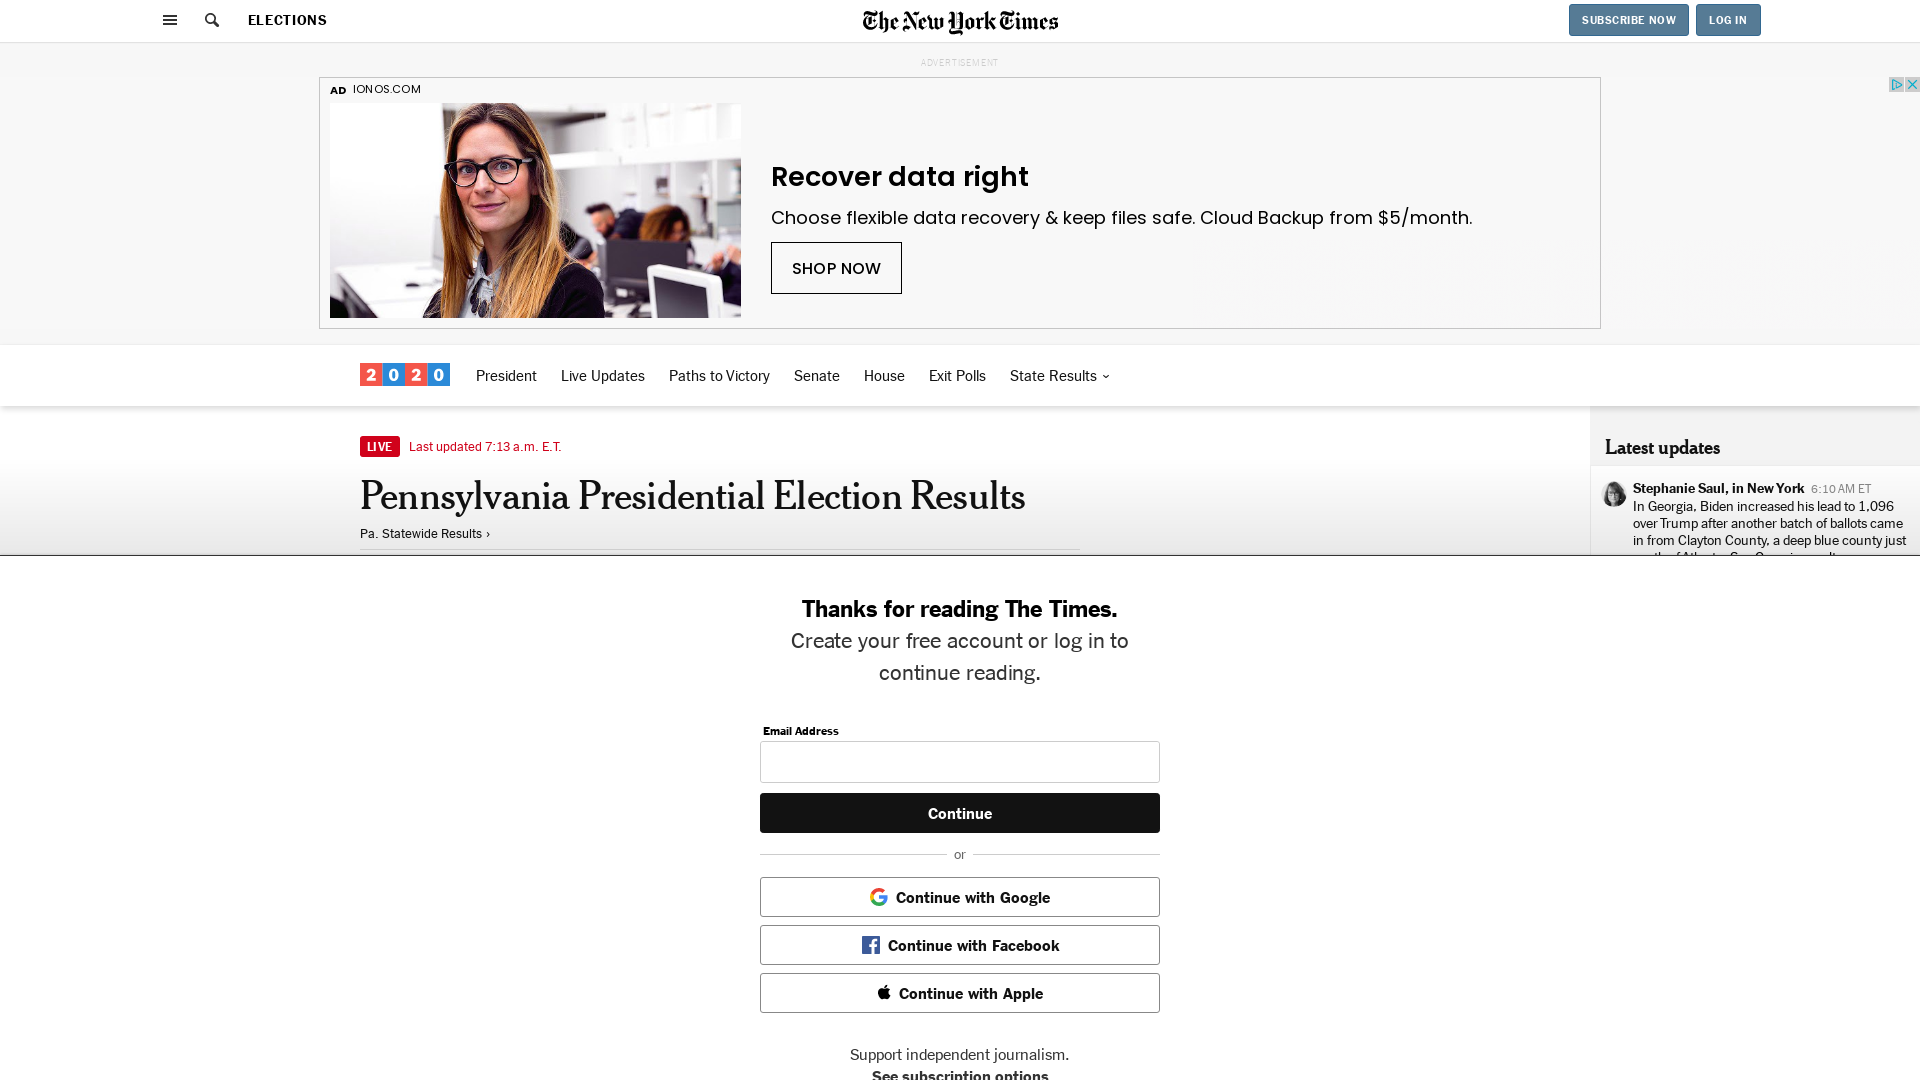 ELECTIONS
The New York Times
SUBSCRIBE NOW
LOG IN
ADVERTISEMENT
AD IONOS.COM
Recover data right
Choose flexible data recovery & keep files safe. Cloud Backup from $5/month.
SHOP NOW
2020
President
Live Updates
Paths to Victory
Senate
House
Exit Polls
State Results
LIVE Last updated 7:13 a.m. E.T.
Pennsylvania Presidential Election Results
Pa. Statewide Results ›
Latest updates
Stephanie Saul, in New York 6:10 AM ET
In Georgia, Biden increased his lead to 1,096
over Trump after another batch of ballots came
in from Clayton County, a deep blue county just
Thanks for reading The Times.
Create your free account or log in to
continue reading.
Email Address
Continue
or
Continue with Google
Continue with Facebook
Continue with Apple
Support independent journalism.
See subscription options